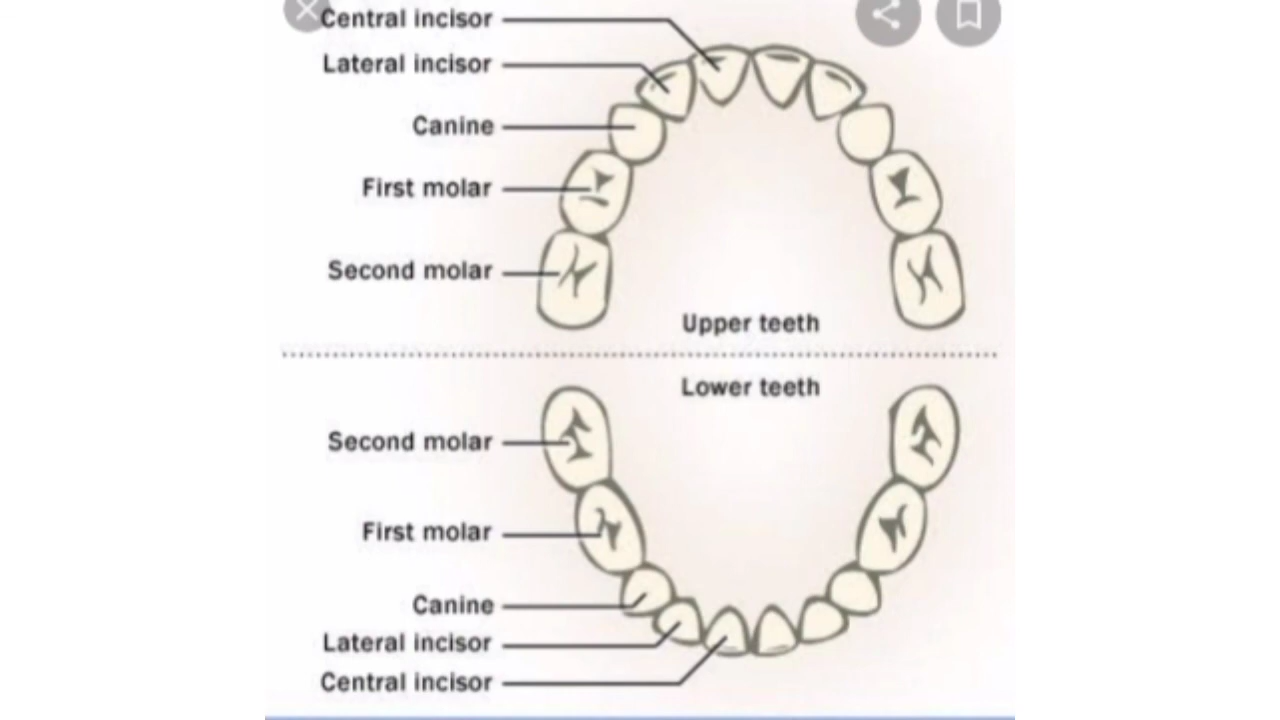 Central incisor
Lateral incisor
Canine
First molar
Second molar
Upper teeth
Lower teeth
Second molar
First molar
Canine
Lateral incisor
Central incisor